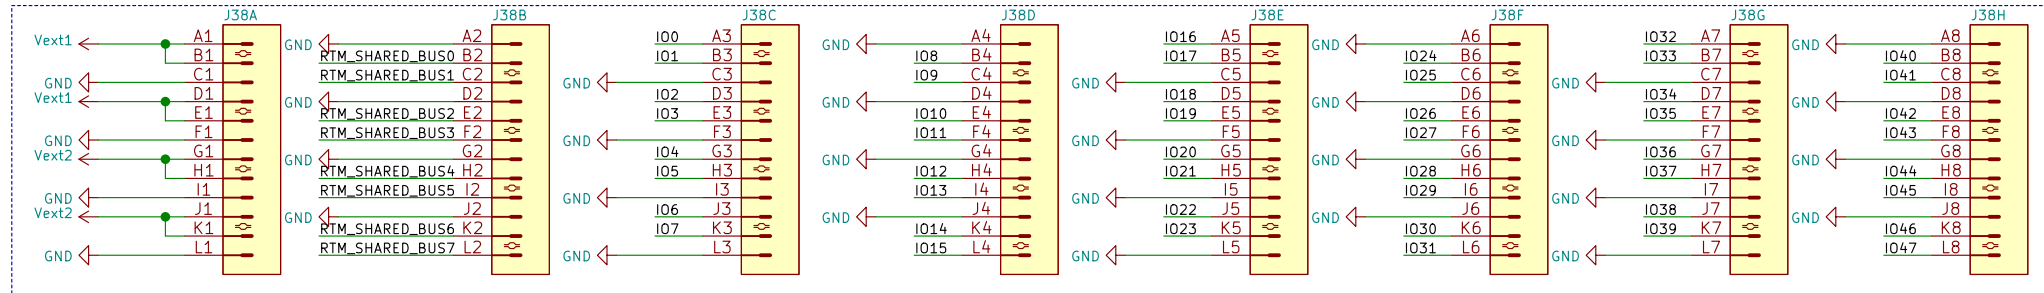 J38A J38B J38C J38D J38E J38F J38G J38H
Vext1 A1 GND A2 IO0 A3 GND A4 IO16 A5 GND A6 IO32 A7 GND A8
B1 RTM_SHARED_BUS0 B2 IO1 B3 IO8 B4 IO17 B5 IO24 B6 IO33 B7 IO40 B8
GND C1 RTM_SHARED_BUS1 C2 GND C3 IO9 C4 GND C5 IO25 C6 GND C7 IO41 C8
Vext1 D1 GND D2 IO2 D3 GND D4 IO18 D5 GND D6 IO34 D7 GND D8
E1 RTM_SHARED_BUS2 E2 IO3 E3 IO10 E4 IO19 E5 IO26 E6 IO35 E7 IO42 E8
GND F1 RTM_SHARED_BUS3 F2 GND F3 IO11 F4 GND F5 IO27 F6 GND F7 IO43 F8
Vext2 G1 GND G2 IO4 G3 GND G4 IO20 G5 GND G6 IO36 G7 GND G8
H1 RTM_SHARED_BUS4 H2 IO5 H3 IO12 H4 IO21 H5 IO28 H6 IO37 H7 IO44 H8
GND I1 RTM_SHARED_BUS5 I2 GND I3 IO13 I4 GND I5 IO29 I6 GND I7 IO45 I8
Vext2 J1 GND J2 IO6 J3 GND J4 IO22 J5 GND J6 IO38 J7 GND J8
K1 RTM_SHARED_BUS6 K2 IO7 K3 IO14 K4 IO23 K5 IO30 K6 IO39 K7 IO46 K8
GND L1 RTM_SHARED_BUS7 L2 GND L3 IO15 L4 GND L5 IO31 L6 GND L7 IO47 L8